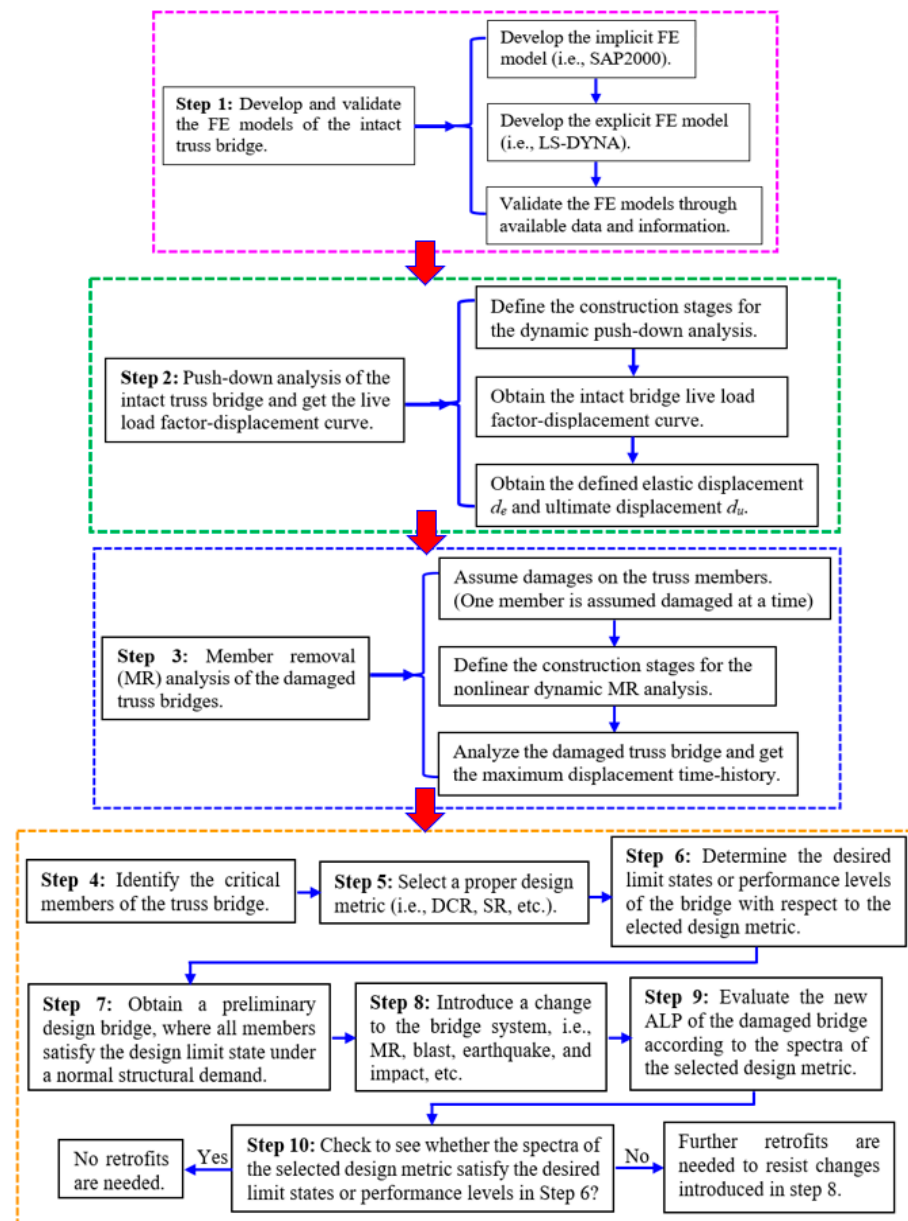 Develop the implicit FE
model (i.e., SAP2000).
Step 1: Develop and validate
the FE models of the intact
truss bridge.
Develop the explicit FE model
(i.e., LS-DYNA).
Validate the FE models through
available data and information.
Define the construction stages for
the dynamic push-down analysis.
Step 2: Push-down analysis of the
intact truss bridge and get the live
load factor-displacement curve.
Obtain the intact bridge live load
factor-displacement curve.
Obtain the defined elastic displacement
de and ultimate displacement du.
Assume damages on the truss members.
(One member is assumed damaged at a time)
Step 3: Member removal
(MR) analysis of the damaged
truss bridges.
Define the construction stages for the
nonlinear dynamic MR analysis.
Analyze the damaged truss bridge and get
the maximum displacement time-history.
Step 4: Identify the critical
members of the truss bridge.
Step 5: Select a proper design
metric (i.e., DCR, SR, etc.).
Step 6: Determine the desired
limit states or performance levels
of the bridge with respect to the
elected design metric.
Step 7: Obtain a preliminary
design bridge, where all members
satisfy the design limit state under
a normal structural demand.
Step 8: Introduce a change
to the bridge system, i.e.,
MR, blast, earthquake, and
impact, etc.
Step 9: Evaluate the new
ALP of the damaged bridge
according to the spectra of
the selected design metric.
Step 10: Check to see whether the spectra
of the selected design metric satisfy the desired
limit states or performance levels in Step 6?
Yes
No retrofits
are needed.
No
Further retrofits are
needed to resist changes
introduced in step 8.